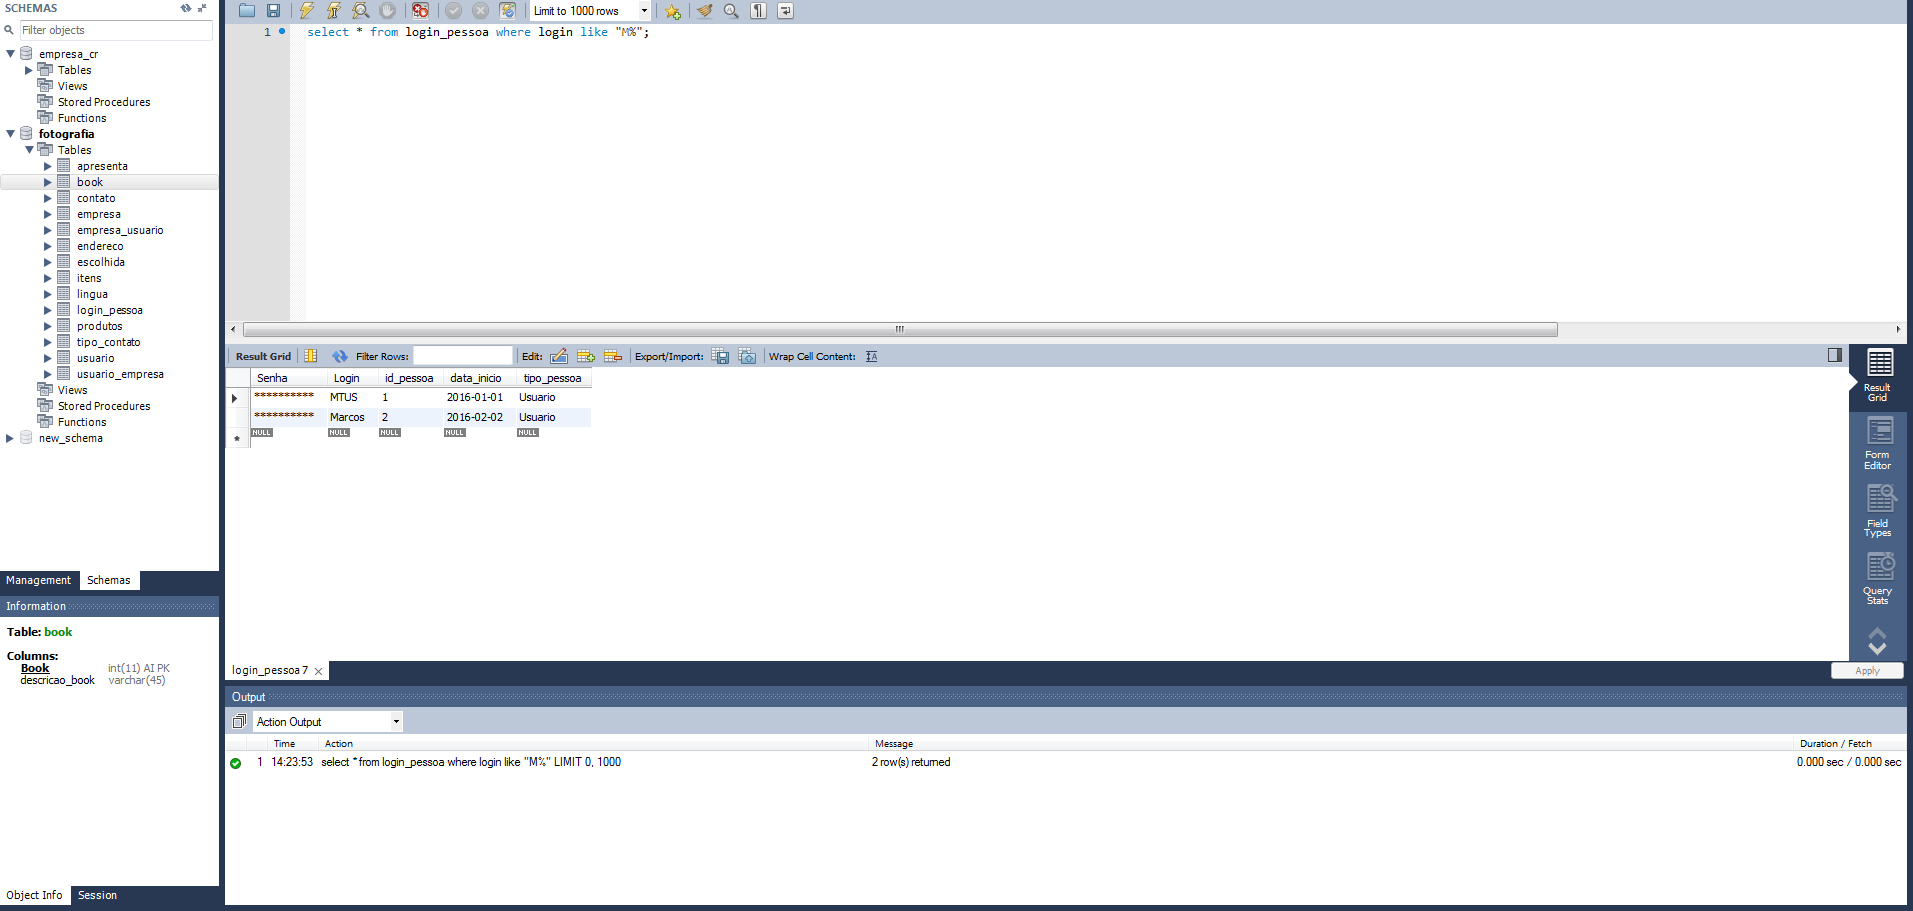 SCHEMAS
Filter objects
empresa_cr
Tables
Views
Stored Procedures
Functions
fotografia
Tables
apresenta
book
contato
empresa
empresa_usuario
endereco
escolhida
itens
lingua
login_pessoa
produtos
tipo_contato
usuario
usuario_empresa
Views
Stored Procedures
Functions
new_schema
Management Schemas
Information
Table: book
Columns:
Book int(11) AI PK
descricao_book varchar(45)
Object Info Session
Limit to 1000 rows
1 select * from login_pessoa where login like "M%";
Result Grid Filter Rows: Edit: Export/Import: Wrap Cell Content:
Senha Login id_pessoa data_inicio tipo_pessoa
********** MTUS 1 2016-01-01 Usuario
********** Marcos 2 2016-02-02 Usuario
* NULL NULL NULL NULL NULL
Result
Grid
Form
Editor
Field
Types
Query
Stats
login_pessoa 7
Apply
Output
Action Output
Time Action Message Duration / Fetch
1 14:23:53 select * from login_pessoa where login like "M%" LIMIT 0, 1000 2 row(s) returned 0.000 sec / 0.000 sec